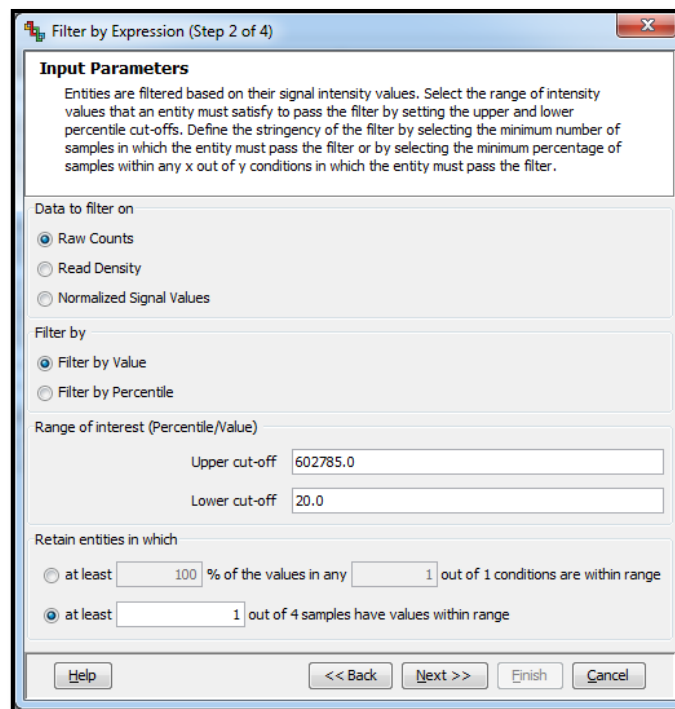 Filter by Expression (Step 2 of 4)
Input Parameters
Entities are filtered based on their signal intensity values. Select the range of intensity
values that an entity must satisfy to pass the filter by setting the upper and lower
percentile cut-offs. Define the stringency of the filter by selecting the minimum number of
samples in which the entity must pass the filter or by selecting the minimum percentage of
samples within any x out of y conditions in which the entity must pass the filter.
Data to filter on
Raw Counts
Read Density
Normalized Signal Values
Filter by
Filter by Value
Filter by Percentile
Range of interest (Percentile/Value)
Upper cut-off 602785.0
Lower cut-off 20.0
Retain entities in which
at least 100 % of the values in any 1 out of 1 conditions are within range
at least 1 out of 4 samples have values within range
Help << Back Next >> Finish Cancel